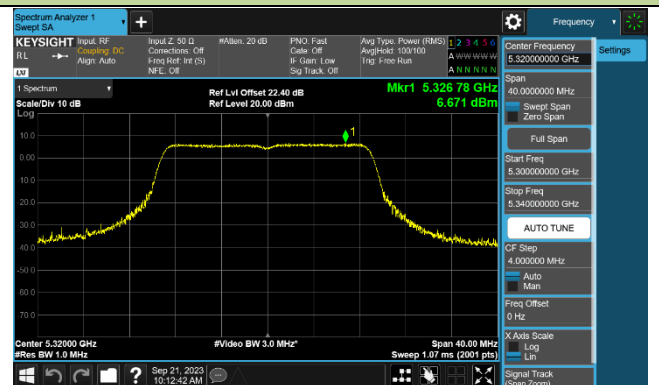 Spectrum Analyzer 1
Swept SA
Frequency
KEYSIGHT
RL
LXI
Input: RF
Coupling: DC
Align: Auto
Input Z: 50 Ω
Corrections: Off
Freq Ref: Int (S)
NFE: Off
#Atten: 20 dB
PNO: Fast
Gate: Off
IF Gain: Low
Sig Track: Off
Avg Type: Power (RMS)
Avg|Hold: 100/100
Trig: Free Run
1 2 3 4 5 6
A W W W W W
A N N N N N
Center Frequency
5.320000000 GHz
Settings
1 Spectrum
Scale/Div 10 dB
Log
Ref Lvl Offset 22.40 dB
Ref Level 20.00 dBm
Mkr1 5.326 78 GHz
6.671 dBm
Span
40.0000000 MHz
Swept Span
Zero Span
Full Span
Start Freq
5.300000000 GHz
Stop Freq
5.340000000 GHz
AUTO TUNE
CF Step
4.000000 MHz
Auto
Man
Freq Offset
0 Hz
X Axis Scale
Log
Lin
Signal Track
(Span Zoom)
1
10.0
0.00
-10.0
-20.0
-30.0
-40.0
-50.0
-60.0
-70.0
Center 5.32000 GHz
#Res BW 1.0 MHz
#Video BW 3.0 MHz*
Span 40.00 MHz
Sweep 1.07 ms (2001 pts)
?
Sep 21, 2023
10:12:42 AM